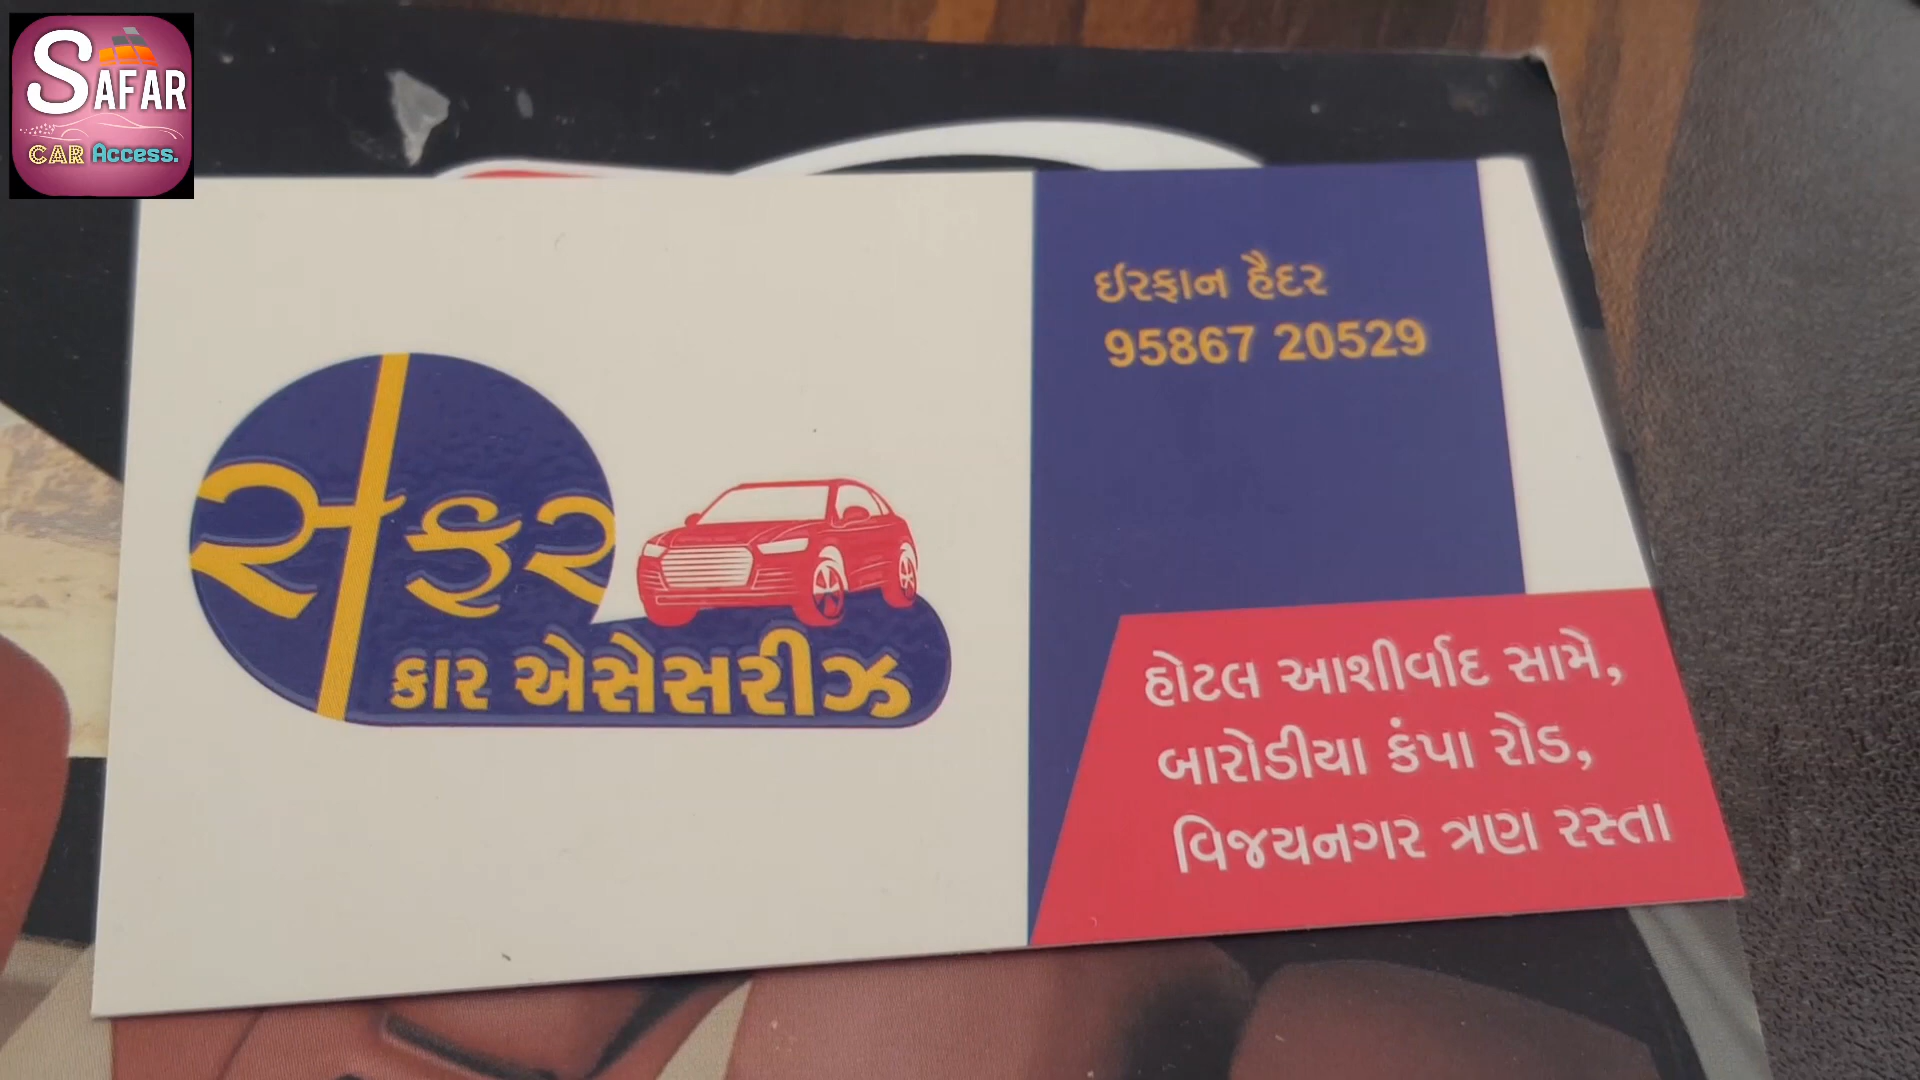 SAFAR
CAR Access.
ઈરફાન હૈદર
95867 20529
સફર
કાર એસેસરીઝ
હોટલ આશીર્વાદ સામે,
બારોડીયા કંપા રોડ,
વિજયનગર ત્રણ રસ્તા